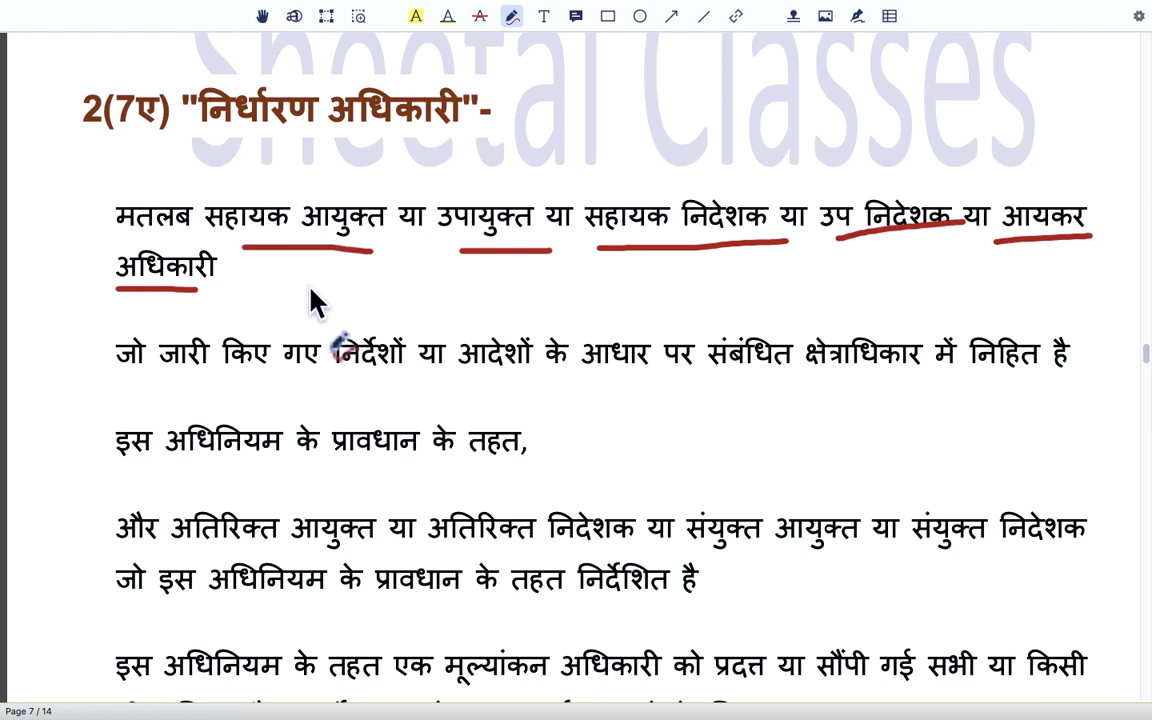 Sheetal Classes
2(7ए) "निर्धारण अधिकारी"-
मतलब सहायक आयुक्त या उपायुक्त या सहायक निदेशक या उप निदेशक या आयकर
अधिकारी
जो जारी किए गए निर्देशों या आदेशों के आधार पर संबंधित क्षेत्राधिकार में निहित है
इस अधिनियम के प्रावधान के तहत,
और अतिरिक्त आयुक्त या अतिरिक्त निदेशक या संयुक्त आयुक्त या संयुक्त निदेशक
जो इस अधिनियम के प्रावधान के तहत निर्देशित है
इस अधिनियम के तहत एक मूल्यांकन अधिकारी को प्रदत्त या सौंपी गई सभी या किसी
Page 7 / 14